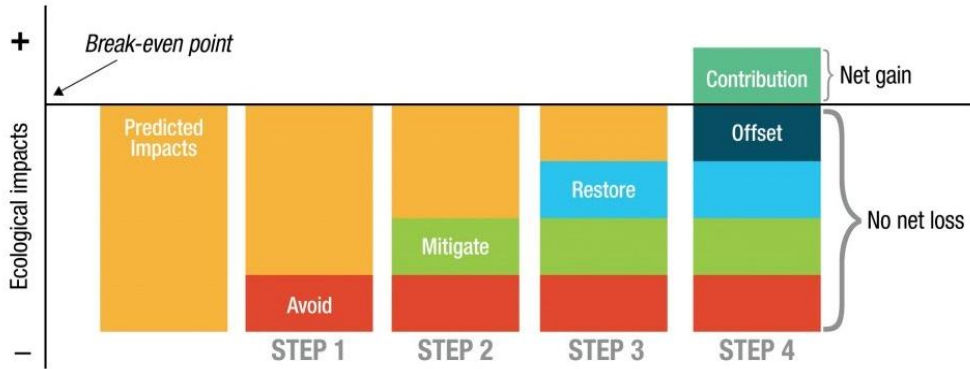 +
Break-even point
Contribution
Net gain
Predicted
Impacts
Offset
Ecological impacts
Restore
No net loss
Mitigate
Avoid
–
STEP 1
STEP 2
STEP 3
STEP 4